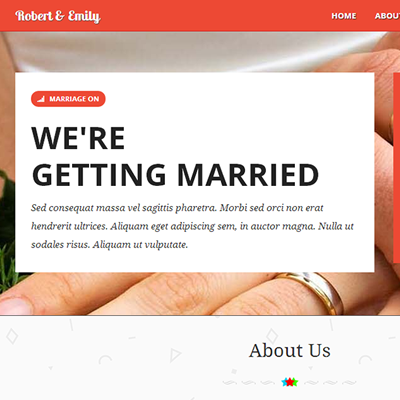 Robert & Emily
HOME
MARRIAGE ON
WE'RE
GETTING MARRIED
Sed consequat massa vel sagittis pharetra. Morbi sed orci non erat
hendrerit ultrices. Aliquam eget adipiscing sem, in auctor magna. Nulla ut
sodales risus. Aliquam ut vulputate.
About Us